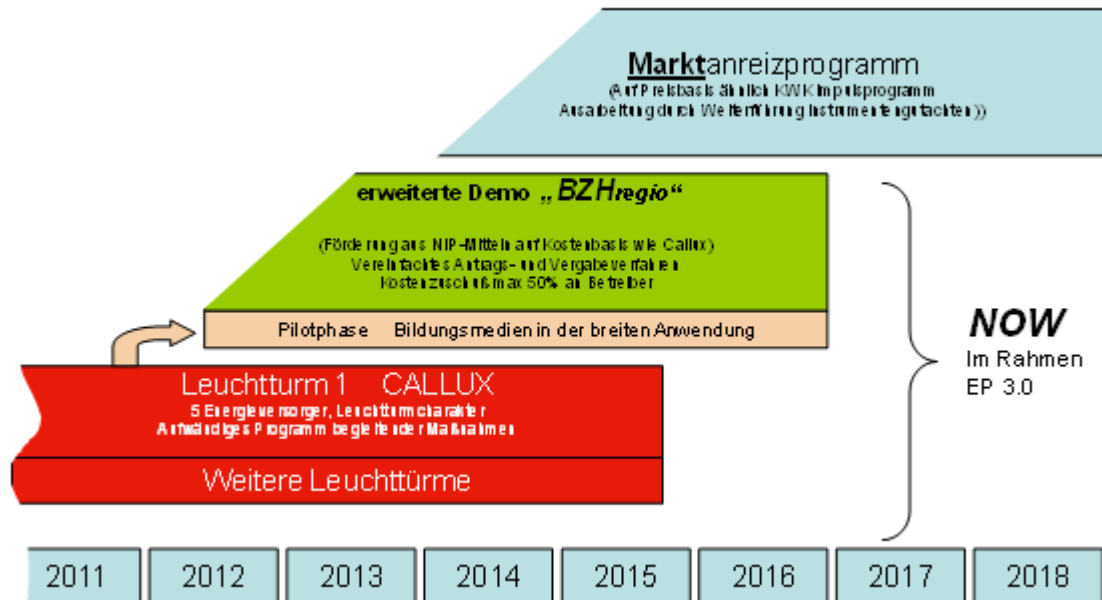 Marktanreizprogramm
(Auf Preisbasis ähnlich KWK Impulsprogramm
Ausarbeitung durch Weiterführung Instrumentengutachten))
erweiterte Demo „BZHregio“
(Förderung aus NIP-Mitteln auf Kostenbasis wie Callux)
Vereinfachtes Antrags- und Vergabeverfahren
Kostenzuschuß max 50% an Betreiber
Pilotphase Bildungsmedien in der breiten Anwendung
NOW
Im Rahmen
EP 3.0
Leuchtturm 1 CALLUX
5 Energieversorger, Leuchtturmcharakter
Aufwändiges Programm begleitender Maßnahmen
Weitere Leuchttürme
2011 2012 2013 2014 2015 2016 2017 2018